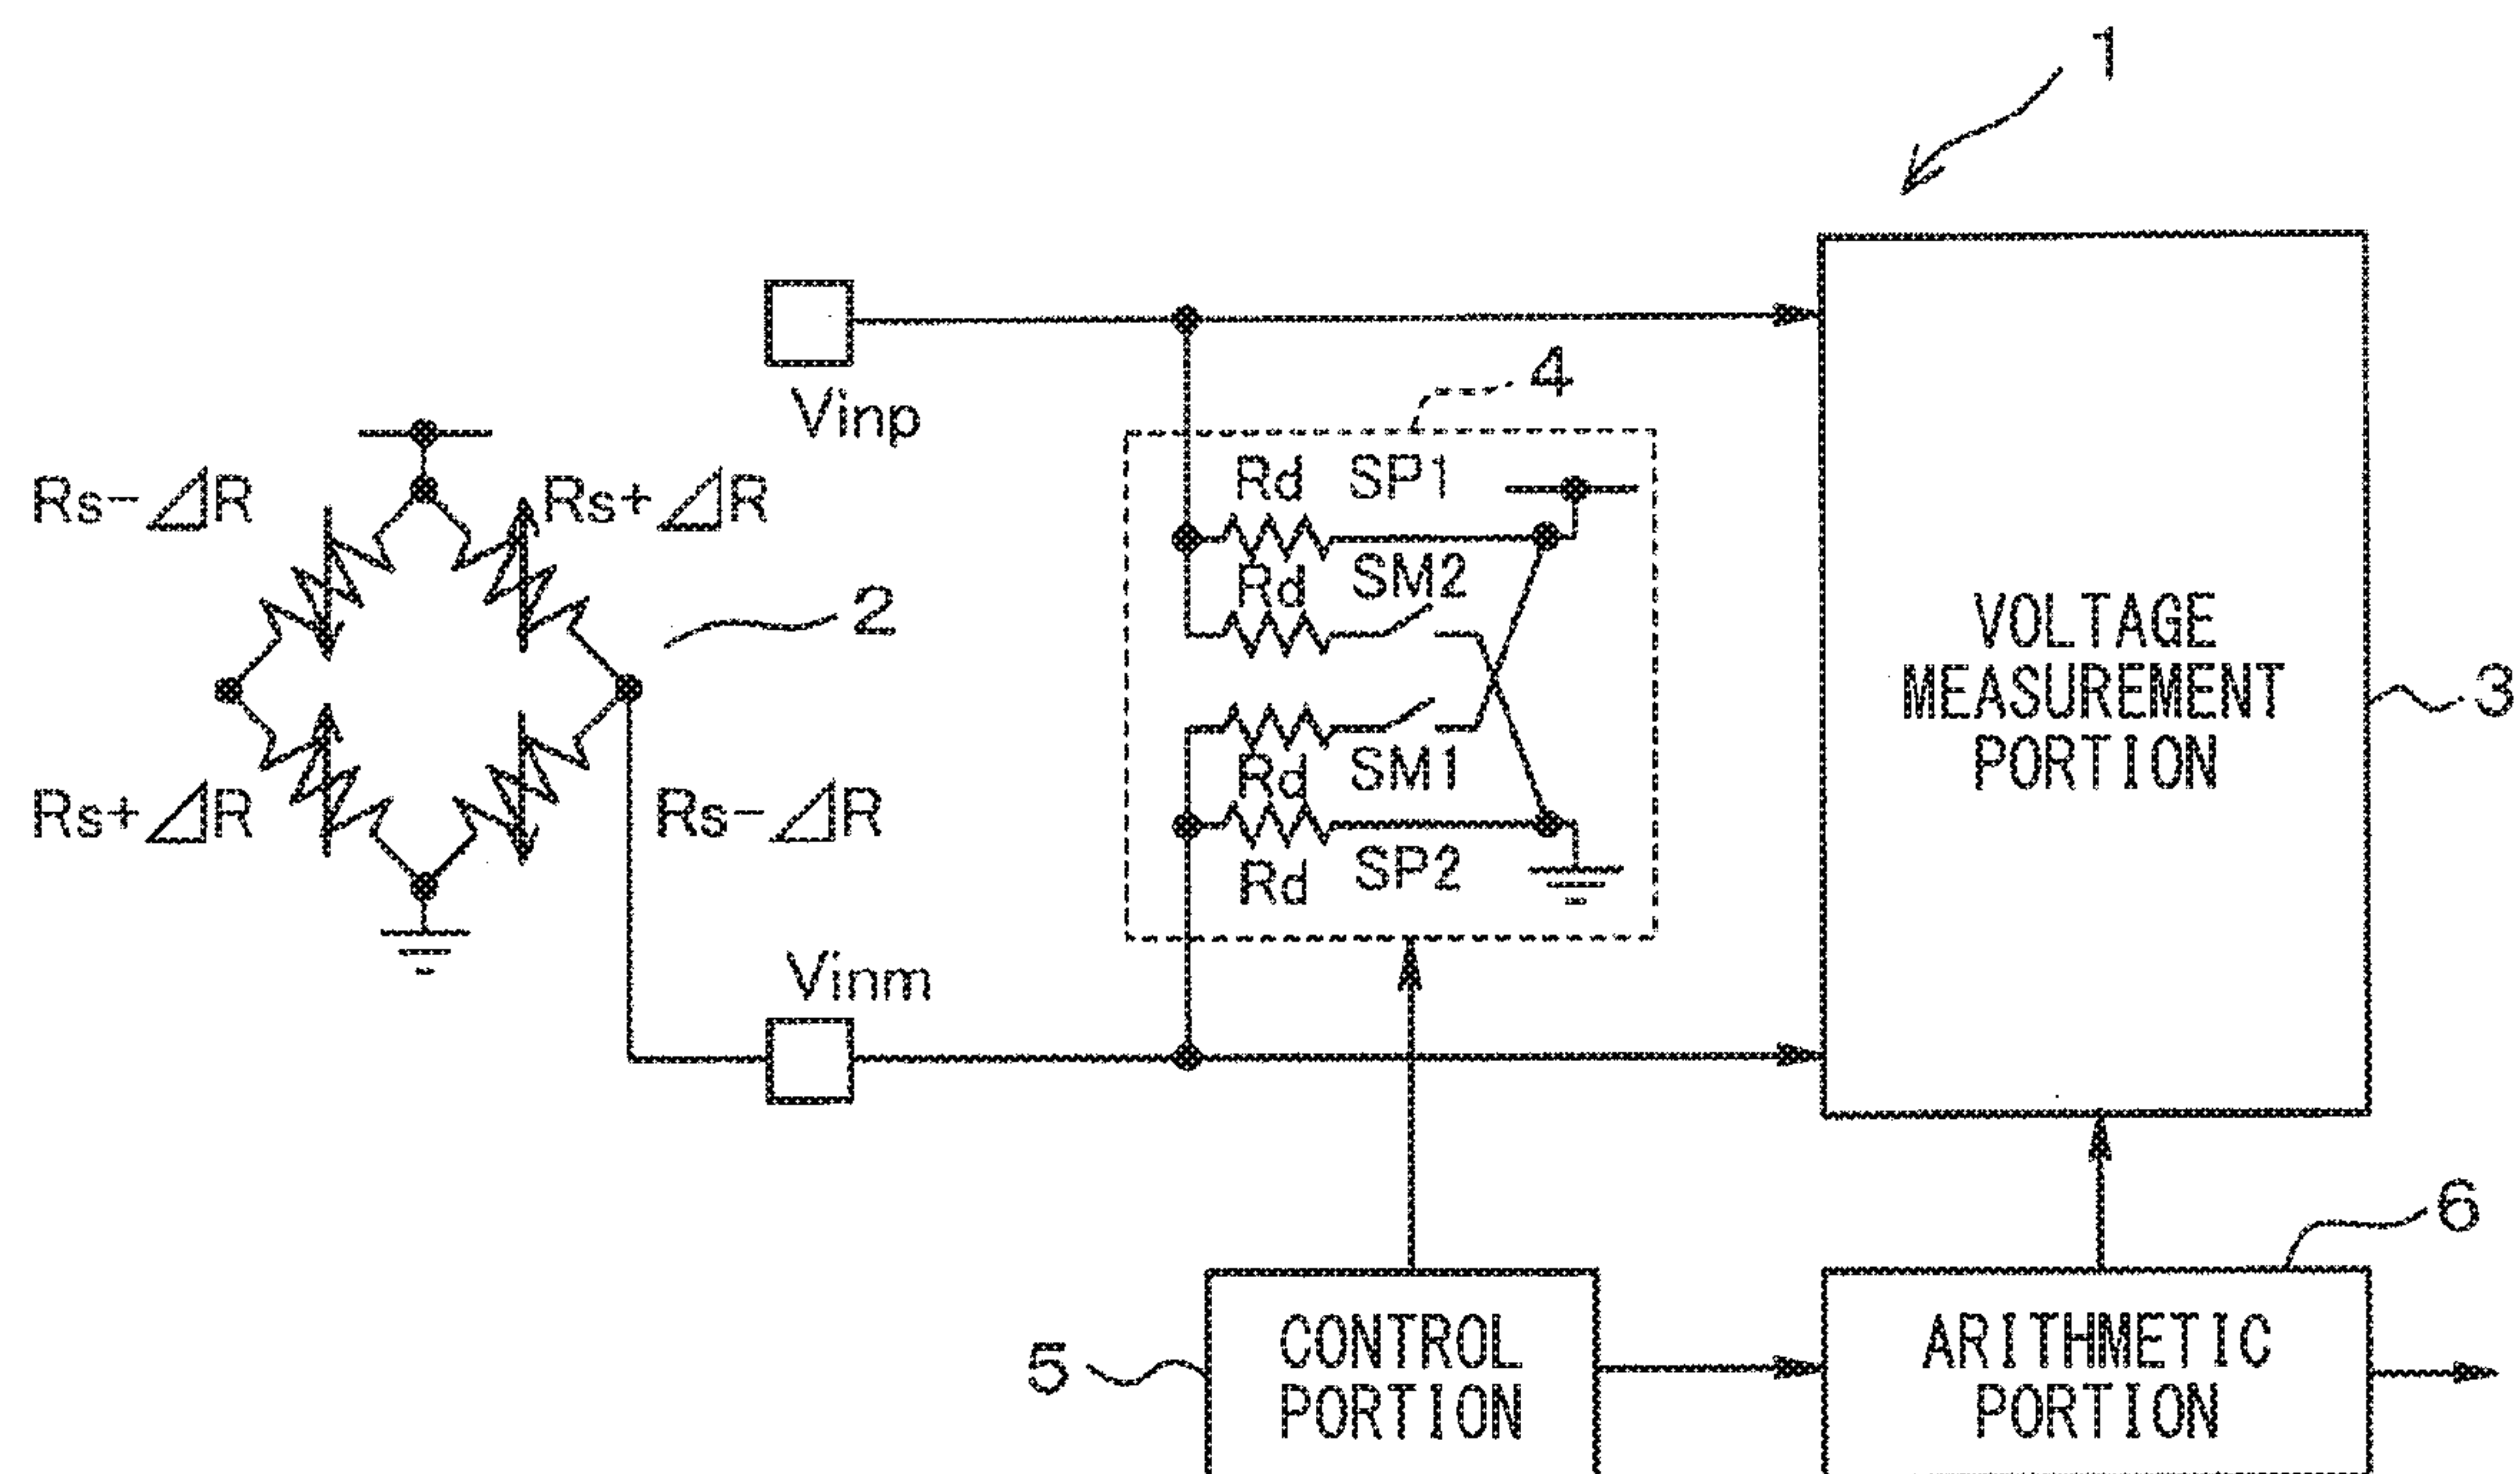 1
Vinp
4
Rs-⊿R
Rs+⊿R
Rd SP1
Rd SM2
2
VOLTAGE
MEASUREMENT
PORTION
3
Rd SM1
Rs+⊿R
Rs-⊿R
Rd SP2
Vinm
6
5
CONTROL
PORTION
ARITHMETIC
PORTION